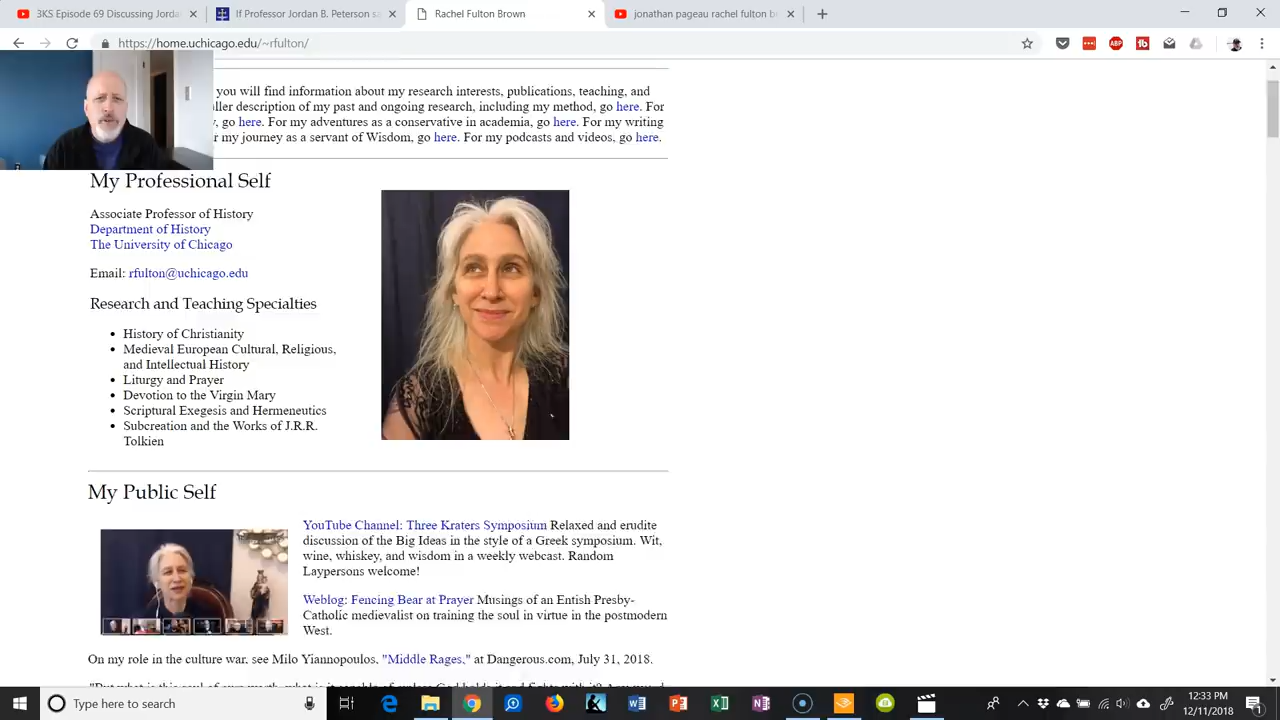 3KS Episode 69 Discussing Jorda
If Professor Jordan B. Peterson sa
Rachel Fulton Brown
jonathan pageau rachel fulton b
https://home.uchicago.edu/~rfulton/
you will find information about my research interests, publications, teaching, and
ller description of my past and ongoing research, including my method, go here. For
, go here. For my adventures as a conservative in academia, go here. For my writing
r my journey as a servant of Wisdom, go here. For my podcasts and videos, go here.
My Professional Self
Associate Professor of History
Department of History
The University of Chicago
Email: rfulton@uchicago.edu
Research and Teaching Specialties
• History of Christianity
• Medieval European Cultural, Religious,
and Intellectual History
• Liturgy and Prayer
• Devotion to the Virgin Mary
• Scriptural Exegesis and Hermeneutics
• Subcreation and the Works of J.R.R.
Tolkien
My Public Self
YouTube Channel: Three Kraters Symposium Relaxed and erudite
discussion of the Big Ideas in the style of a Greek symposium. Wit,
wine, whiskey, and wisdom in a weekly webcast. Random
Laypersons welcome!
Weblog: Fencing Bear at Prayer Musings of an Entish Presby-
Catholic medievalist on training the soul in virtue in the postmodern
West.
On my role in the culture war, see Milo Yiannopoulos, "Middle Rages," at Dangerous.com, July 31, 2018.
Type here to search
12:33 PM
12/11/2018